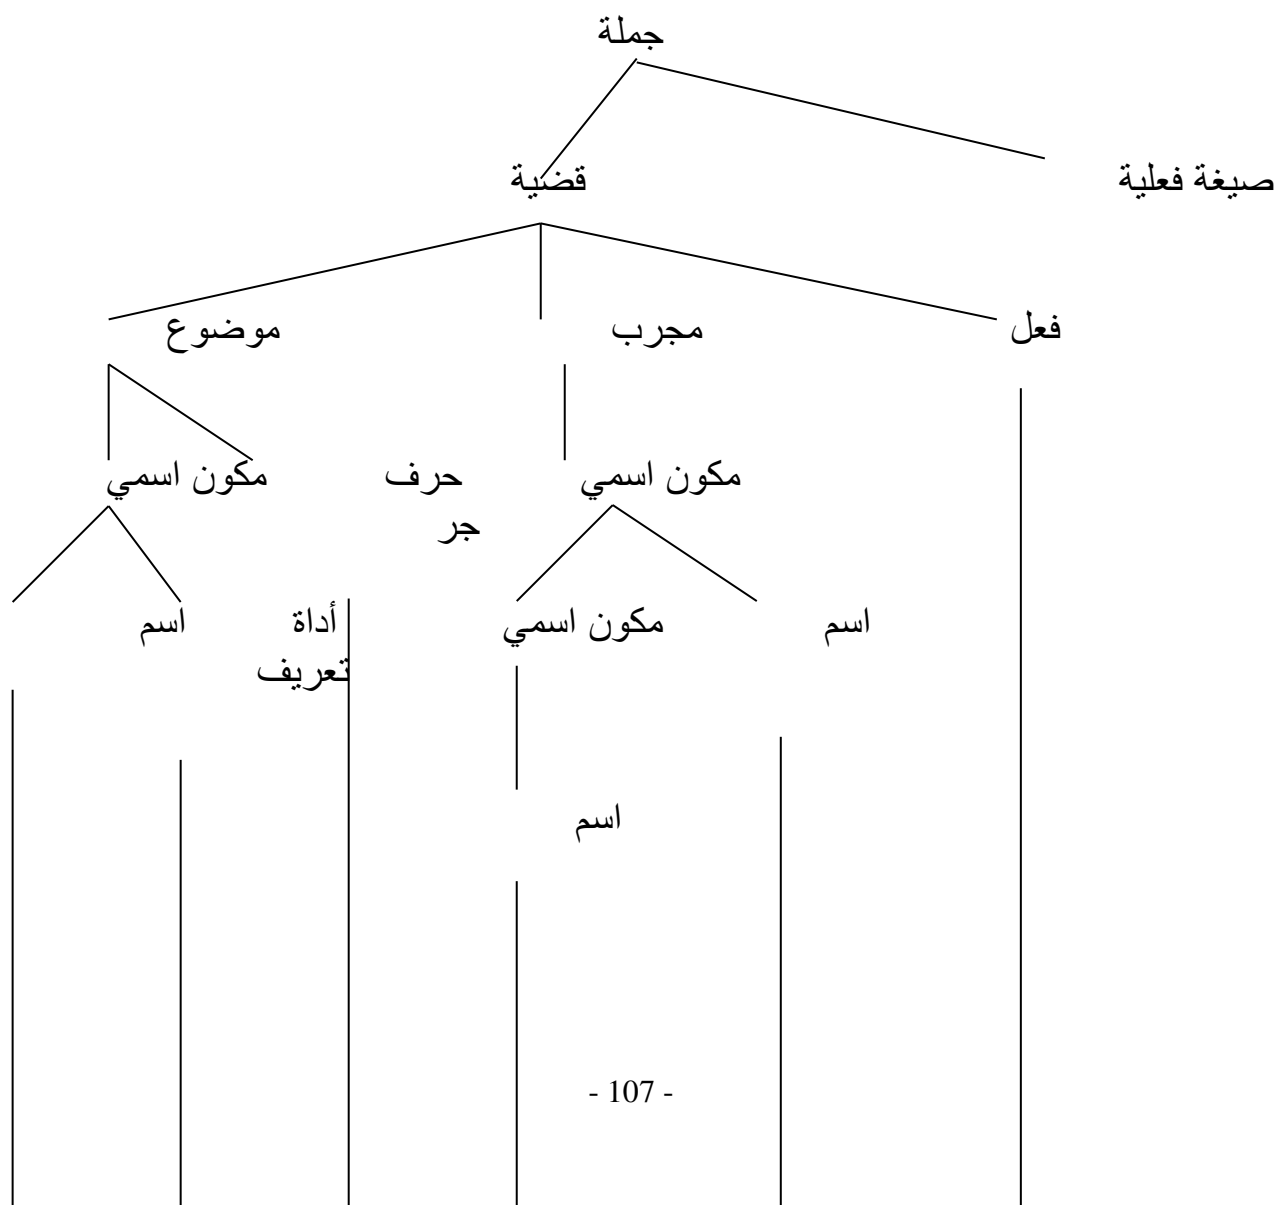 جملة
صيغة فعلية
قضية
فعل
مجرب
موضوع
مكون اسمي
حرف
جر
مكون اسمي
اسم
مكون اسمي
أداة
تعريف
اسم
اسم
- 107 -